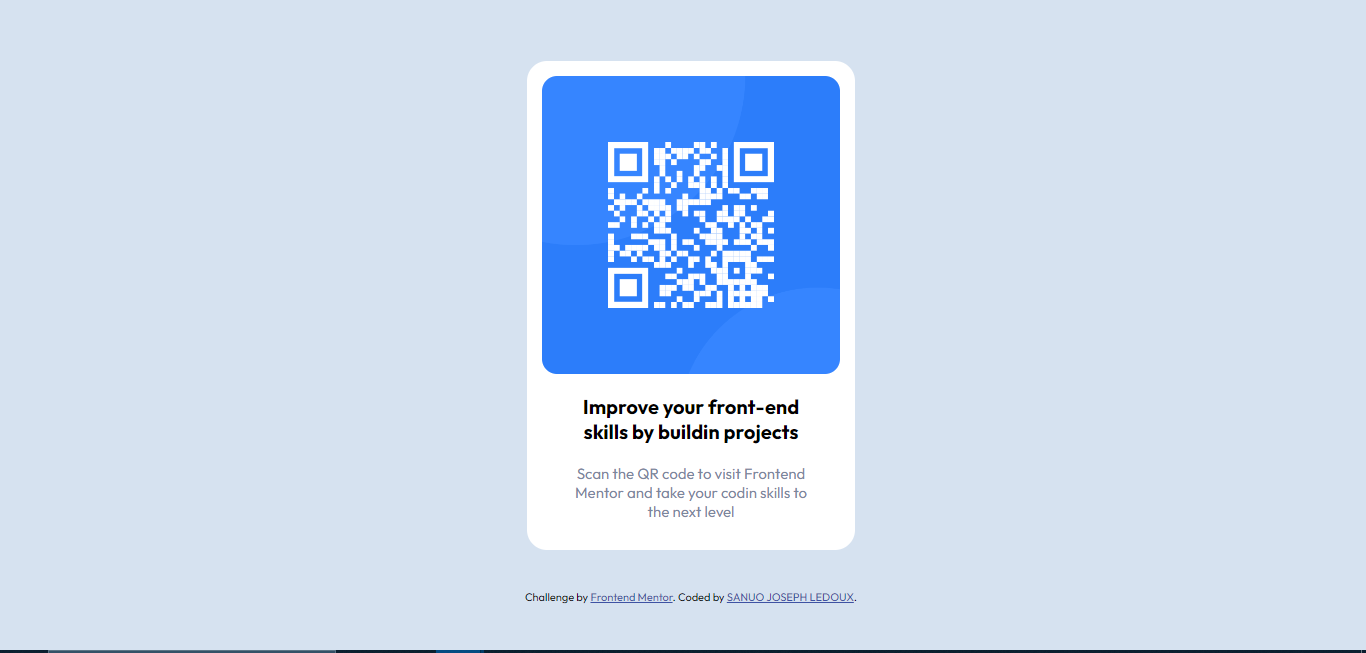 Improve your front-end
skills by buildin projects
Scan the QR code to visit Frontend
Mentor and take your codin skills to
the next level
Challenge by Frontend Mentor. Coded by SANUO JOSEPH LEDOUX.